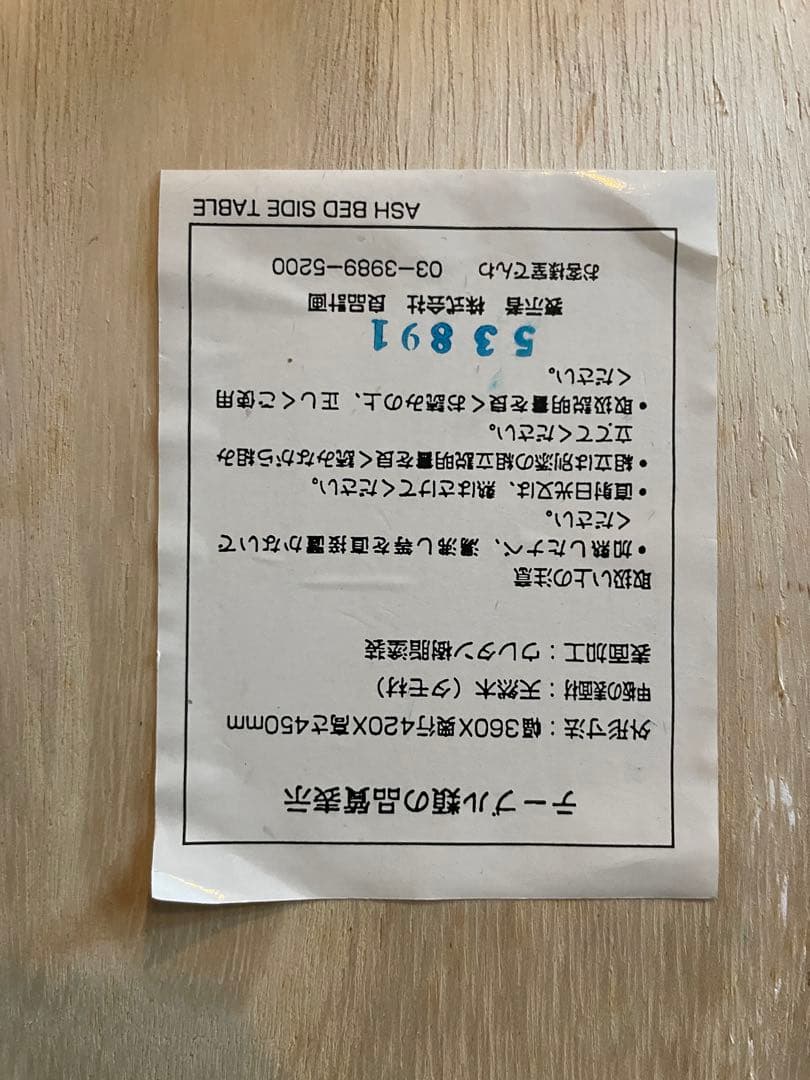 テーブル類の品質表示
外形寸法：幅360X奥行420X高さ450mm
甲板の表面材：天然木（タモ材）
表面加工：ウレタン樹脂塗装
取扱い上の注意
•加熱したナベ、湯沸し等を直接置かないで
ください。
•直射日光又は、熱はさけてください。
•組立は別添の組立説明書を良く読みながら組み
立ててください。
•取扱説明書を良くお読みの上、正しくご使用
ください。
53891
表示者 株式会社 良品計画
お客様室でんわ 03-3989-5200
ASH BED SIDE TABLE